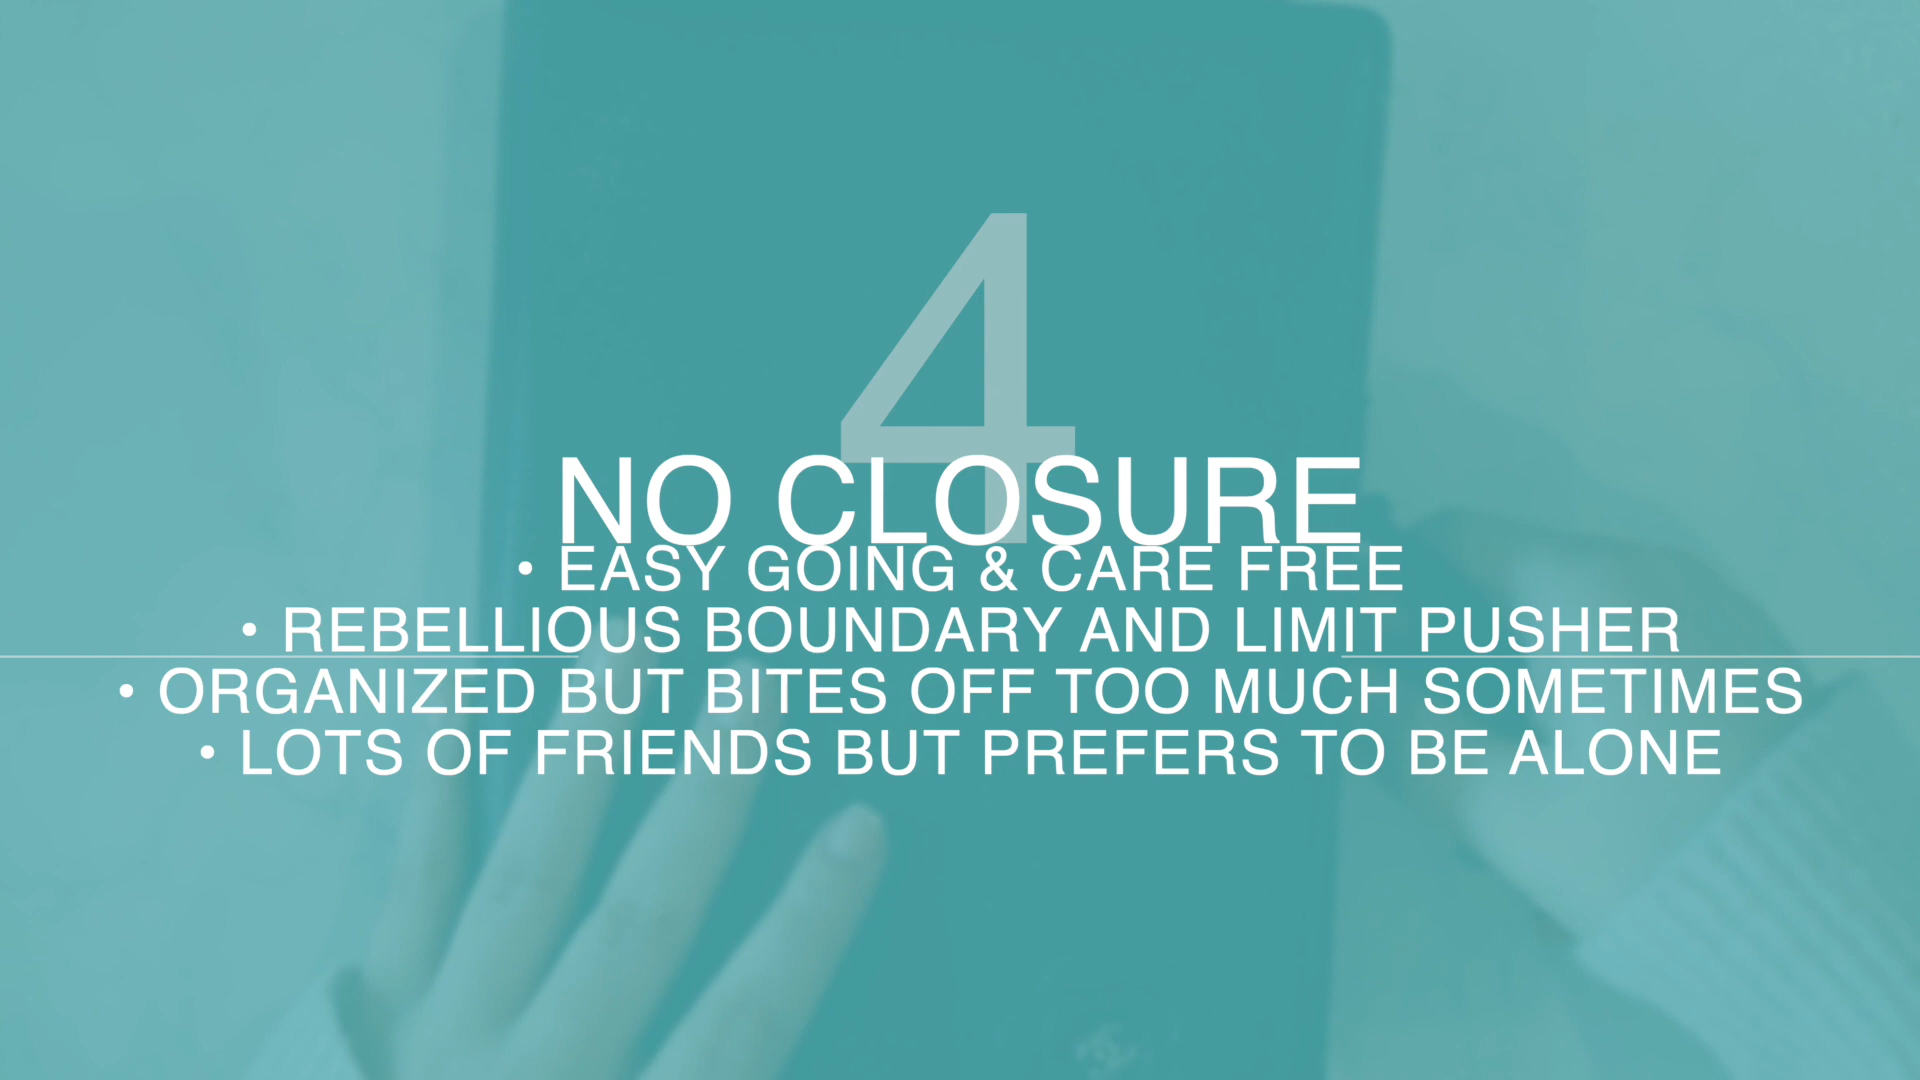 4
NO CLOSURE
• EASY GOING & CARE FREE
• REBELLIOUS BOUNDARY AND LIMIT PUSHER
• ORGANIZED BUT BITES OFF TOO MUCH SOMETIMES
• LOTS OF FRIENDS BUT PREFERS TO BE ALONE